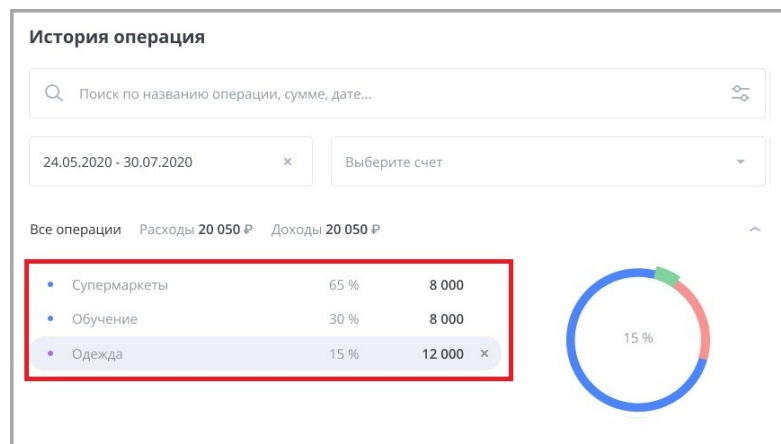 История операция
Поиск по названию операции, сумме, дате...
24.05.2020 - 30.07.2020 × Выберите счет
Все операции Расходы 20 050 ₽ Доходы 20 050 ₽
Супермаркеты 65 % 8 000
Обучение 30 % 8 000
Одежда 15 % 12 000 ×
15 %